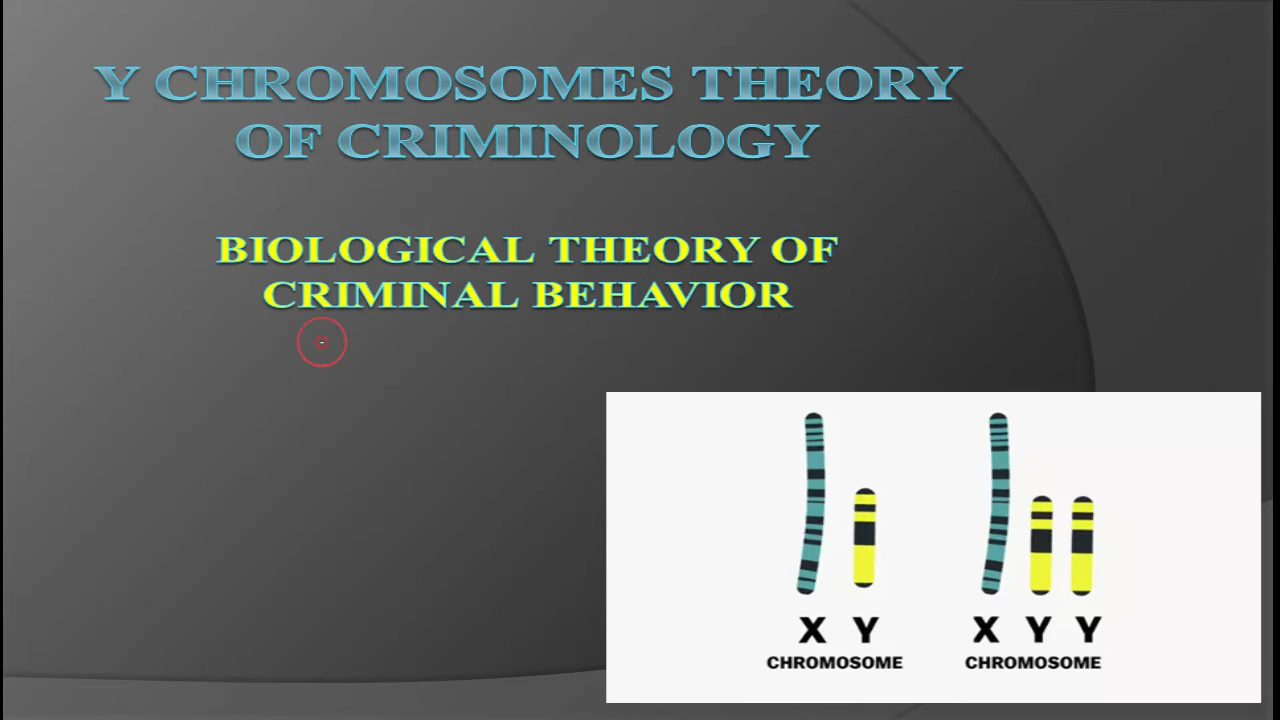 Y CHROMOSOMES THEORY
OF CRIMINOLOGY
BIOLOGICAL THEORY OF
CRIMINAL BEHAVIOR
X Y
CHROMOSOME
X Y Y
CHROMOSOME